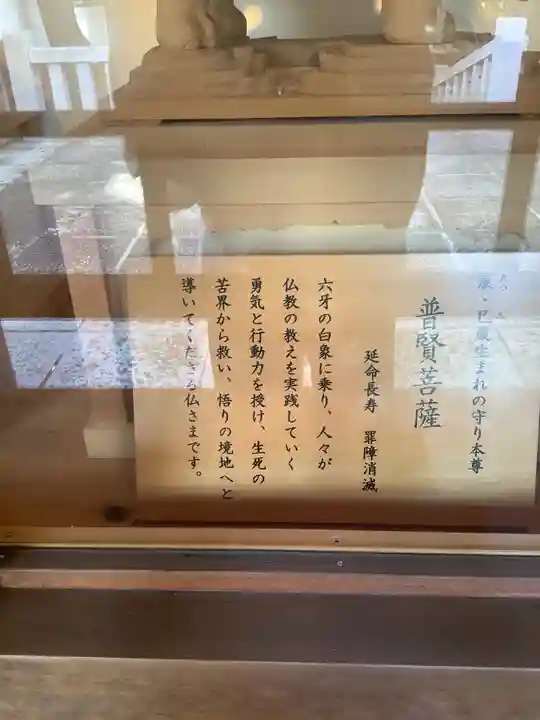 辰・巳歳生まれの守り本尊
普賢菩薩
延命長寿 罪障消滅
六牙の白象に乗り、人々が
仏教の教えを実践していく
勇気と行動力を授け、生死の
苦界から救い、悟りの境地へと
導いてくださる仏さまです。